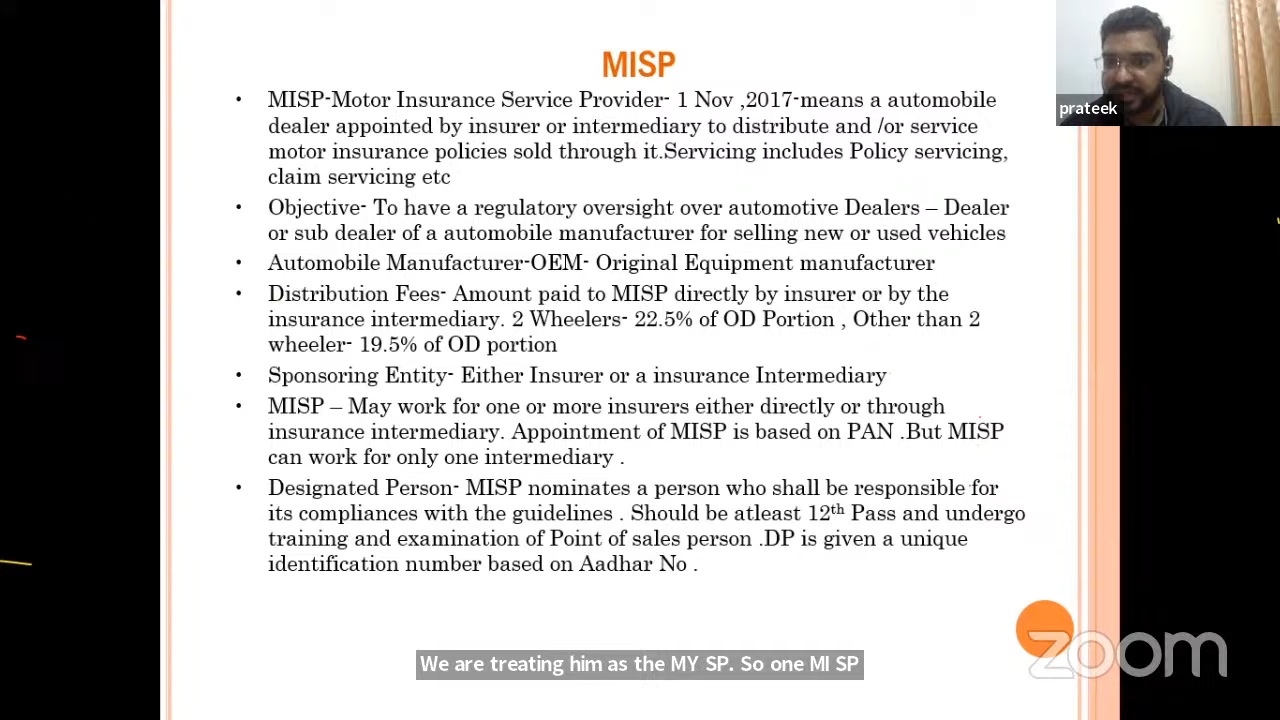 MISP
• MISP-Motor Insurance Service Provider- 1 Nov ,2017-means a automobile
dealer appointed by insurer or intermediary to distribute and /or service
motor insurance policies sold through it.Servicing includes Policy servicing,
claim servicing etc
• Objective- To have a regulatory oversight over automotive Dealers – Dealer
or sub dealer of a automobile manufacturer for selling new or used vehicles
• Automobile Manufacturer-OEM- Original Equipment manufacturer
• Distribution Fees- Amount paid to MISP directly by insurer or by the
insurance intermediary. 2 Wheelers- 22.5% of OD Portion , Other than 2
wheeler- 19.5% of OD portion
• Sponsoring Entity- Either Insurer or a insurance Intermediary
• MISP – May work for one or more insurers either directly or through
insurance intermediary. Appointment of MISP is based on PAN .But MISP
can work for only one intermediary .
• Designated Person- MISP nominates a person who shall be responsible for
its compliances with the guidelines . Should be atleast 12th Pass and undergo
training and examination of Point of sales person .DP is given a unique
identification number based on Aadhar No .
prateek
We are treating him as the MY SP. So one MI SP
zoom